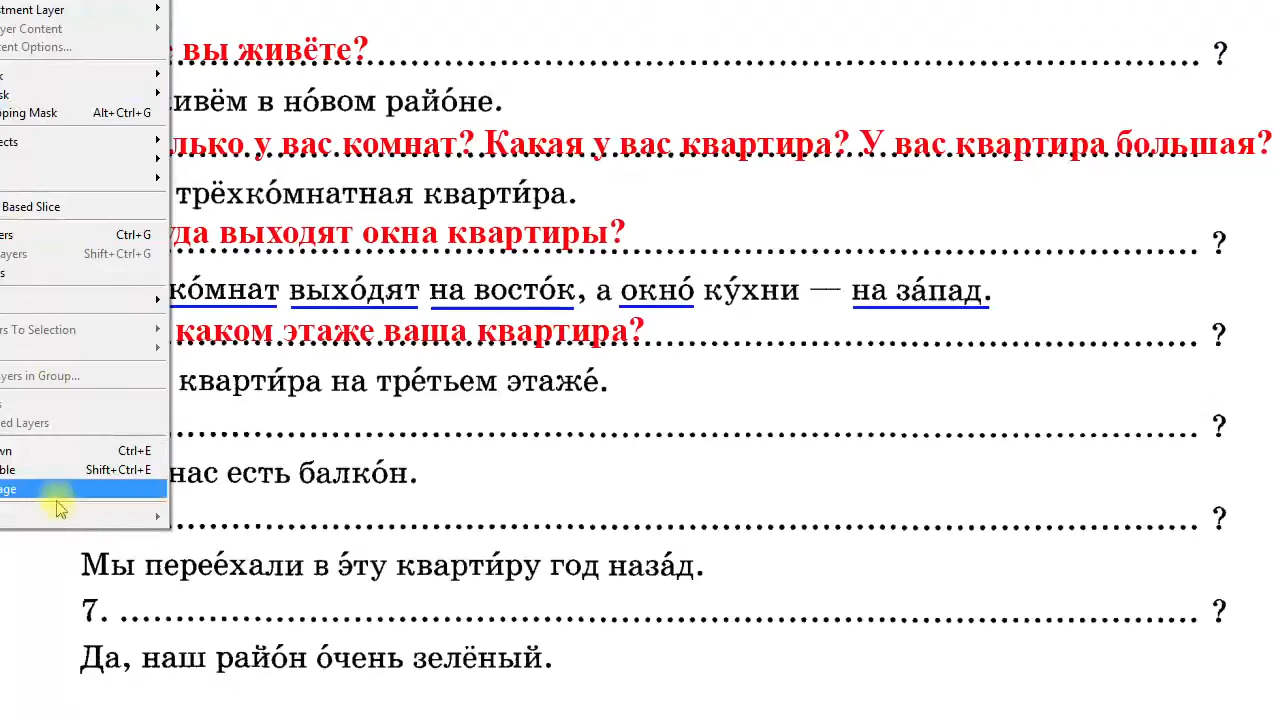 stment Layer
yer Content
cent Options...
sk
pping Mask Alt+Ctrl+G
ects
Based Slice
ers Ctrl+G
ayers Shift+Ctrl+G
rs To Selection
yers in Group...
ed Layers
wn Ctrl+E
ble Shift+Ctrl+E
age
вы живёте? ?
ивём в но́вом райо́не.
лько у вас комнат? Какая у вас квартира? У вас квартира большая?
трёхко́мнатная кварти́ра.
уда выходят окна квартиры? ?
ко́мнат выхо́дят на восто́к, а окно́ ку́хни — на за́пад.
каком этаже ваша квартира? ?
кварти́ра на тре́тьем этаже́.
?
нас есть балко́н.
?
Мы перее́хали в э́ту кварти́ру год наза́д.
7. ?
Да, наш райо́н о́чень зелёный.